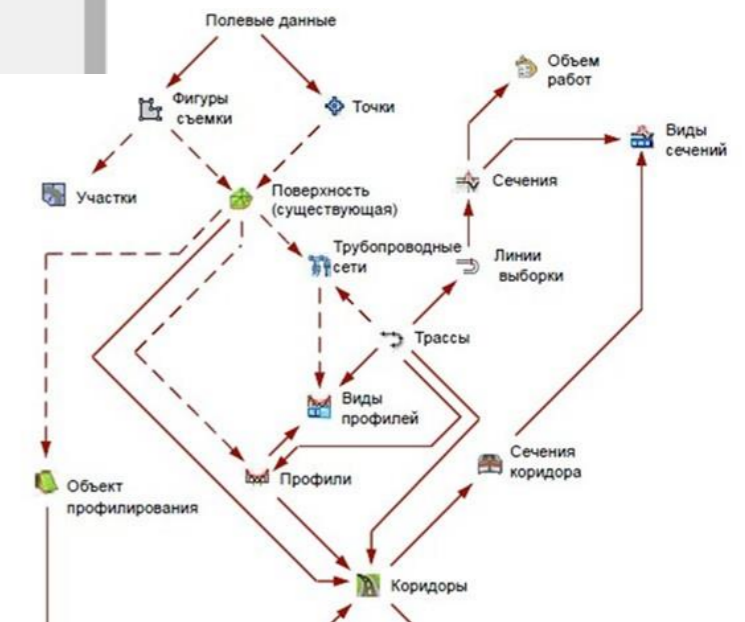 Полевые данные
Объем
работ
Фигуры
съемки
Точки
Виды
сечений
Участки
Поверхность
(существующая)
Сечения
Трубопроводные
сети
Линии
выборки
Трассы
Виды
профилей
Сечения
коридора
Профили
Объект
профилирования
Коридоры